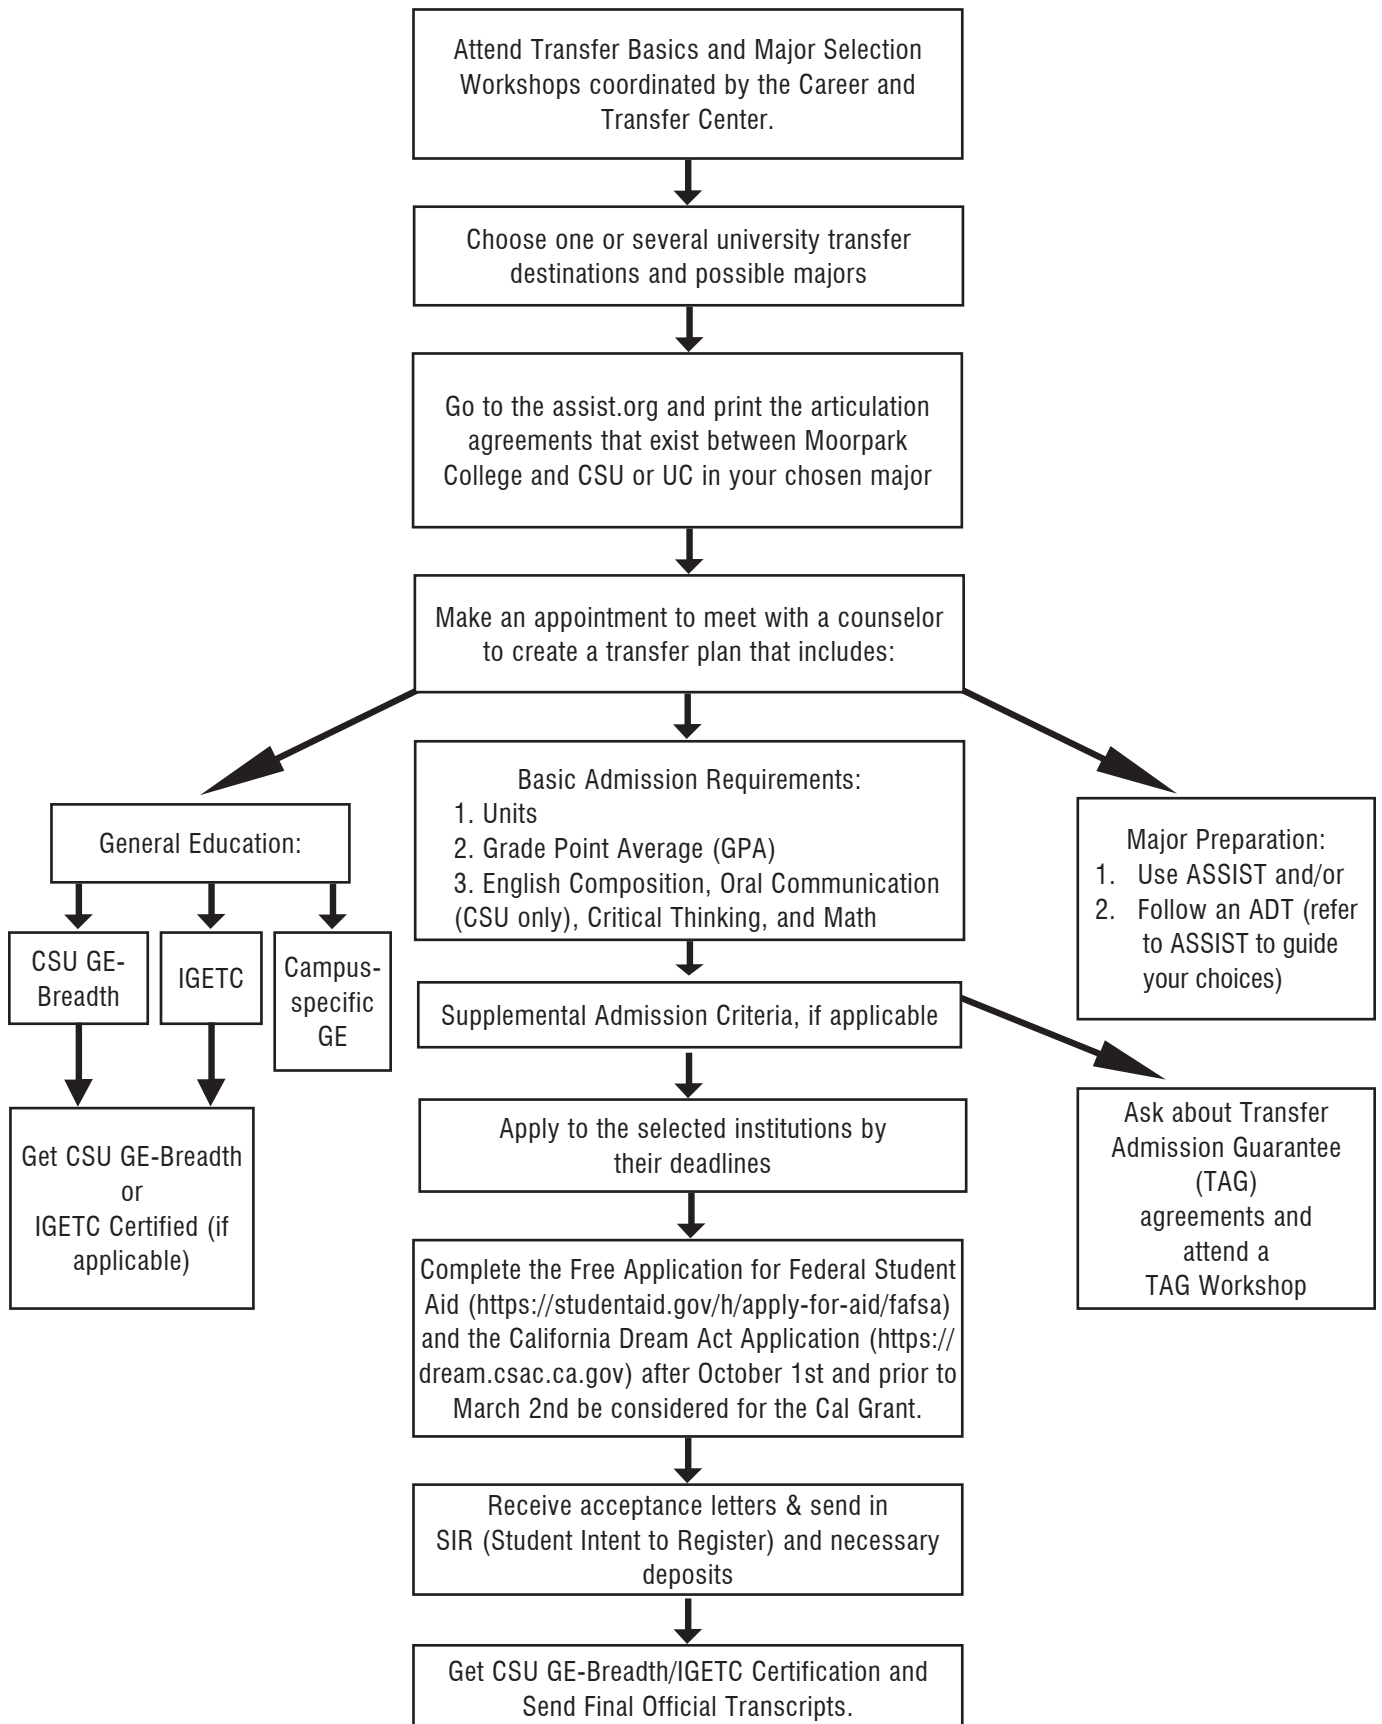 Attend Transfer Basics and Major Selection
Workshops coordinated by the Career and
Transfer Center.
Choose one or several university transfer
destinations and possible majors
Go to the assist.org and print the articulation
agreements that exist between Moorpark
College and CSU or UC in your chosen major
Make an appointment to meet with a counselor
to create a transfer plan that includes:
General Education:
CSU GE-
Breadth
IGETC
Campus-
specific
GE
Get CSU GE-Breadth
or
IGETC Certified (if
applicable)
Basic Admission Requirements:
1. Units
2. Grade Point Average (GPA)
3. English Composition, Oral Communication
(CSU only), Critical Thinking, and Math
Major Preparation:
1. Use ASSIST and/or
2. Follow an ADT (refer
to ASSIST to guide
your choices)
Supplemental Admission Criteria, if applicable
Ask about Transfer
Admission Guarantee
(TAG)
agreements and
attend a
TAG Workshop
Apply to the selected institutions by
their deadlines
Complete the Free Application for Federal Student
Aid (https://studentaid.gov/h/apply-for-aid/fafsa)
and the California Dream Act Application (https://
dream.csac.ca.gov) after October 1st and prior to
March 2nd be considered for the Cal Grant.
Receive acceptance letters & send in
SIR (Student Intent to Register) and necessary
deposits
Get CSU GE-Breadth/IGETC Certification and
Send Final Official Transcripts.